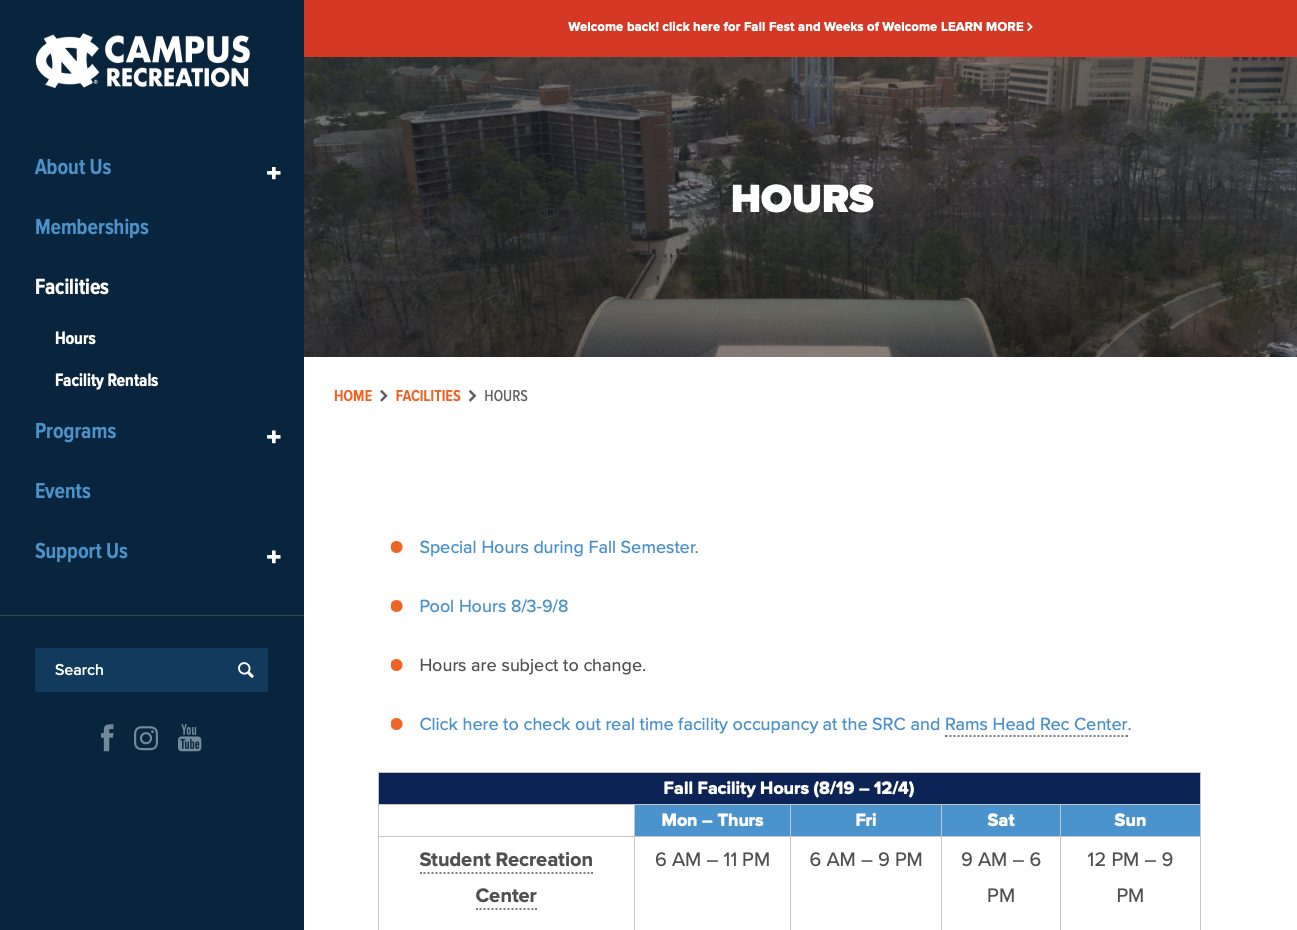 Welcome back! click here for Fall Fest and Weeks of Welcome LEARN MORE >
NC CAMPUS
RECREATION
About Us
Memberships
Facilities
Hours
Facility Rentals
Programs
Events
Support Us
Search
You
Tube
HOURS
HOME > FACILITIES > HOURS
Special Hours during Fall Semester.
Pool Hours 8/3-9/8
Hours are subject to change.
Click here to check out real time facility occupancy at the SRC and Rams Head Rec Center.
Fall Facility Hours (8/19 – 12/4)
Mon – Thurs Fri Sat Sun
Student Recreation 6 AM – 11 PM 6 AM – 9 PM 9 AM – 6 12 PM – 9
Center PM PM